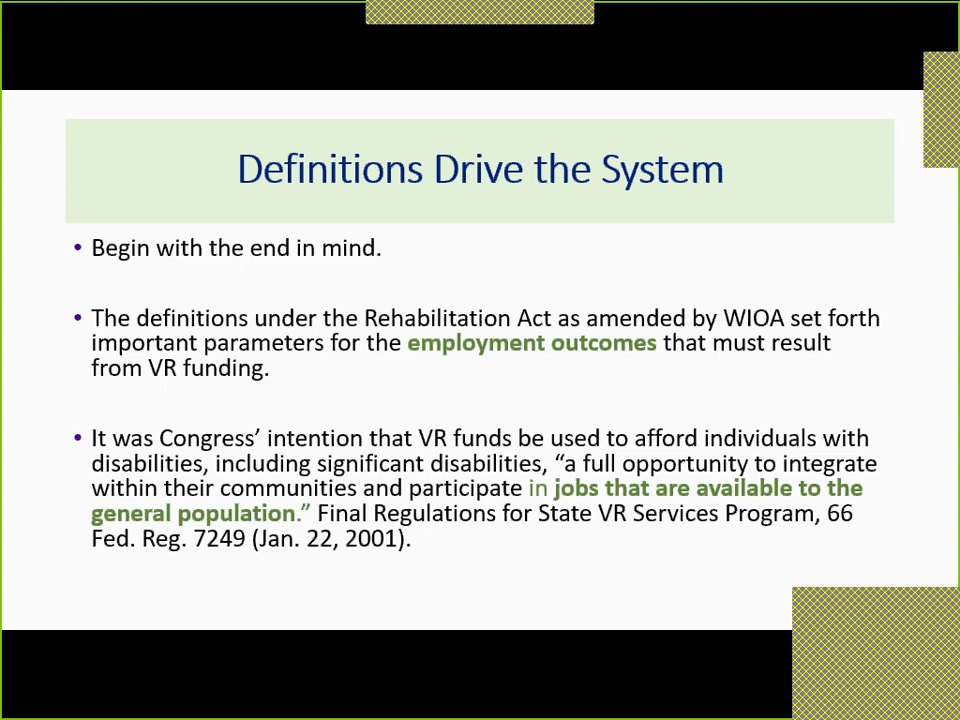 Definitions Drive the System
• Begin with the end in mind.
• The definitions under the Rehabilitation Act as amended by WIOA set forth
important parameters for the employment outcomes that must result
from VR funding.
• It was Congress’ intention that VR funds be used to afford individuals with
disabilities, including significant disabilities, “a full opportunity to integrate
within their communities and participate in jobs that are available to the
general population.” Final Regulations for State VR Services Program, 66
Fed. Reg. 7249 (Jan. 22, 2001).